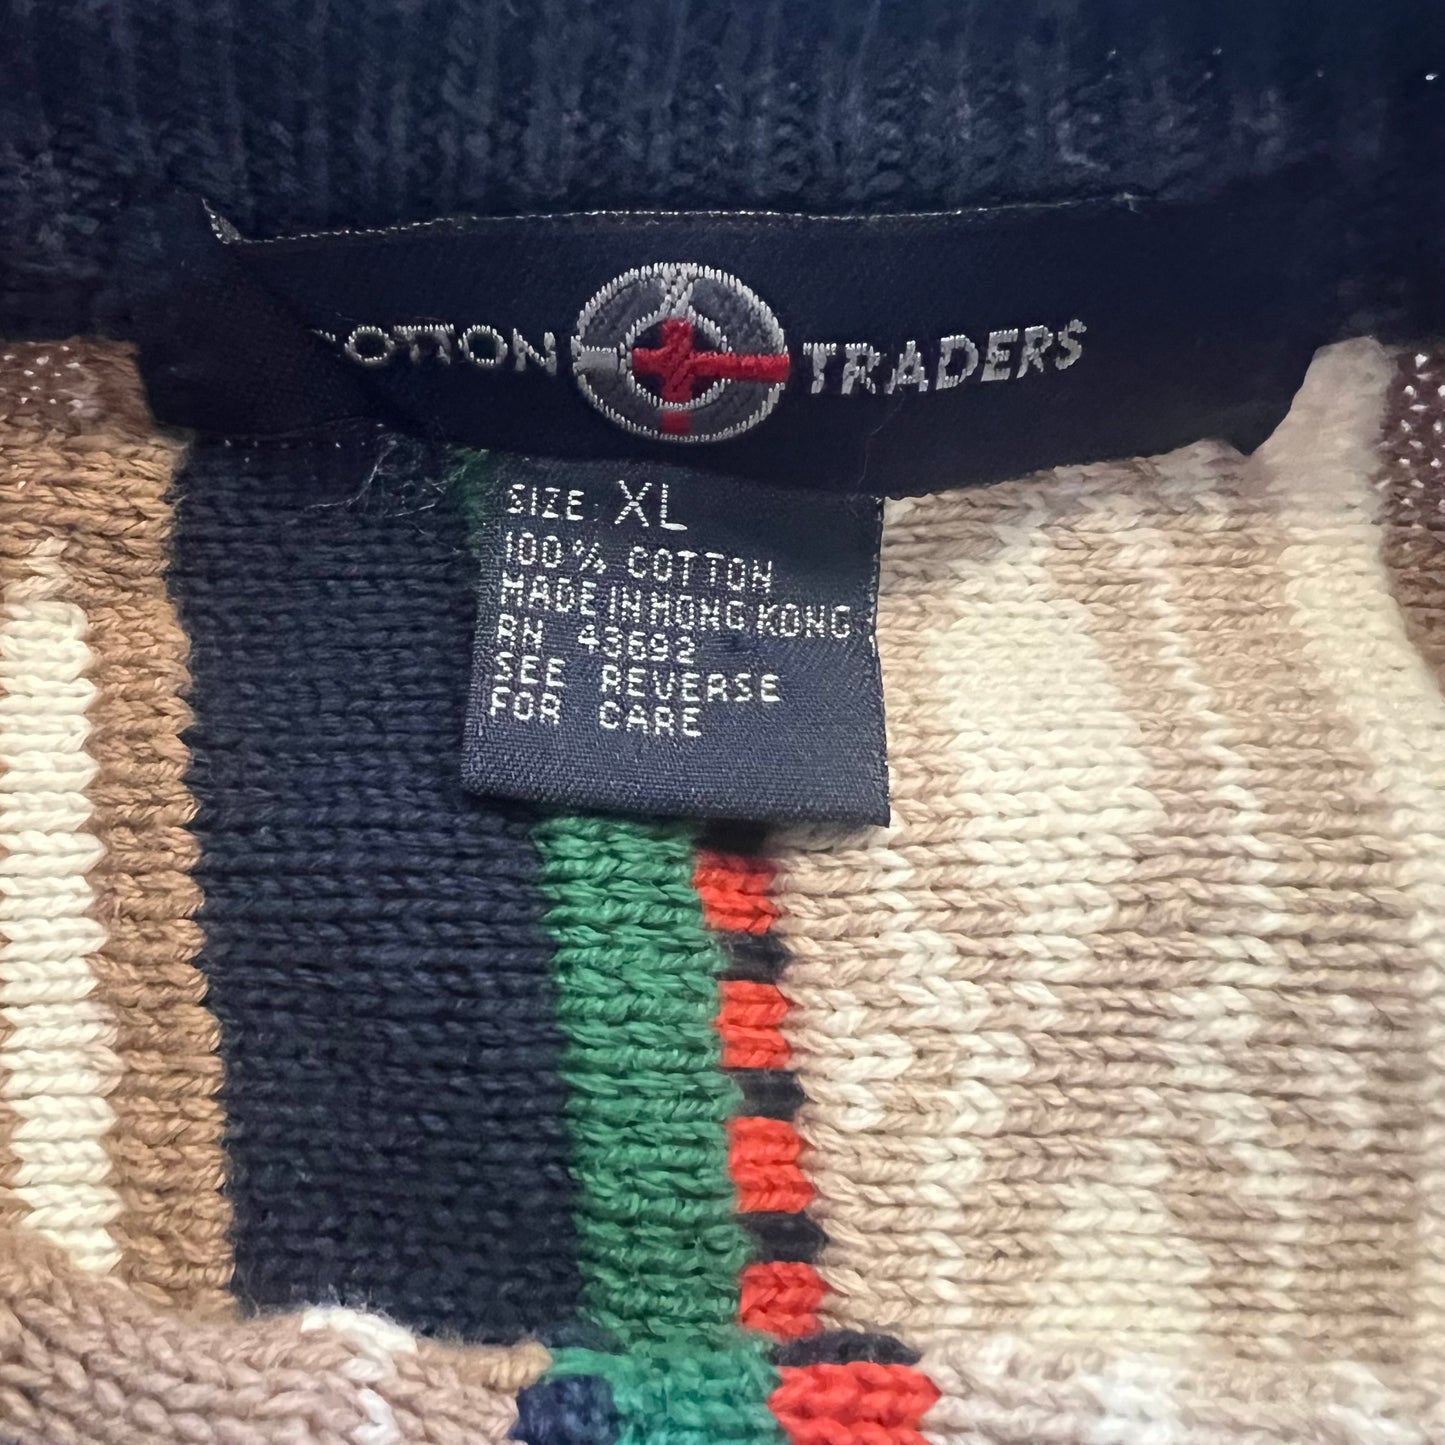 COTTON TRADERS
SIZE XL
100% COTTON
MADE IN HONG KONG
RN 43692
SEE REVERSE
FOR CARE